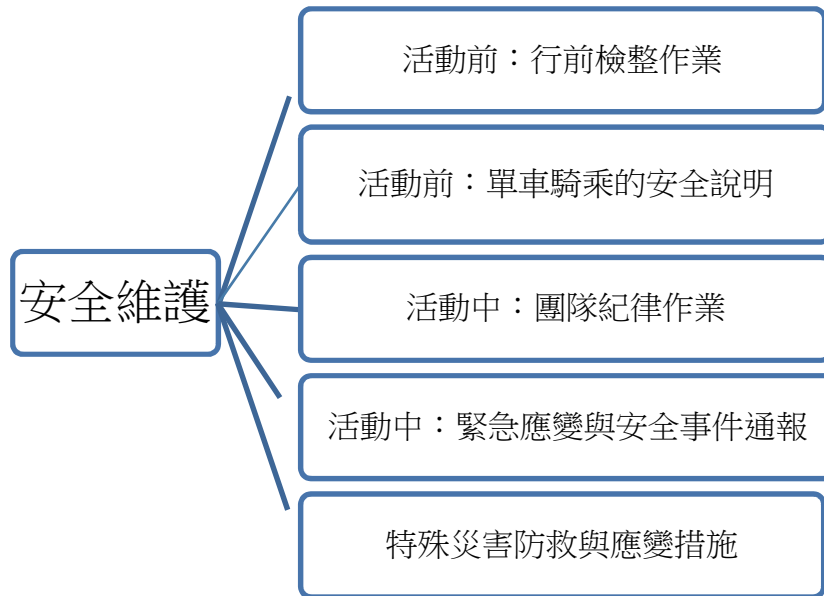 活動前：行前檢整作業
活動前：單車騎乘的安全說明
安全維護
活動中：團隊紀律作業
活動中：緊急應變與安全事件通報
特殊災害防救與應變措施